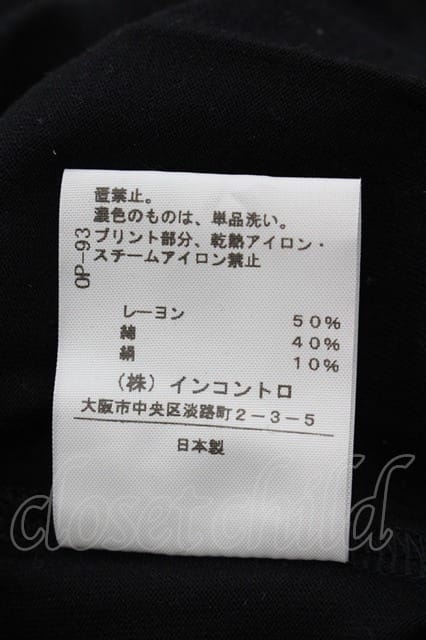 置禁止。
濃色のものは、単品洗い。
プリント部分、乾熱アイロン・
スチームアイロン禁止
OP-93
レーヨン 50%
綿 40%
絹 10%
(株)インコントロ
大阪市中央区淡路町2-3-5
日本製
closet child